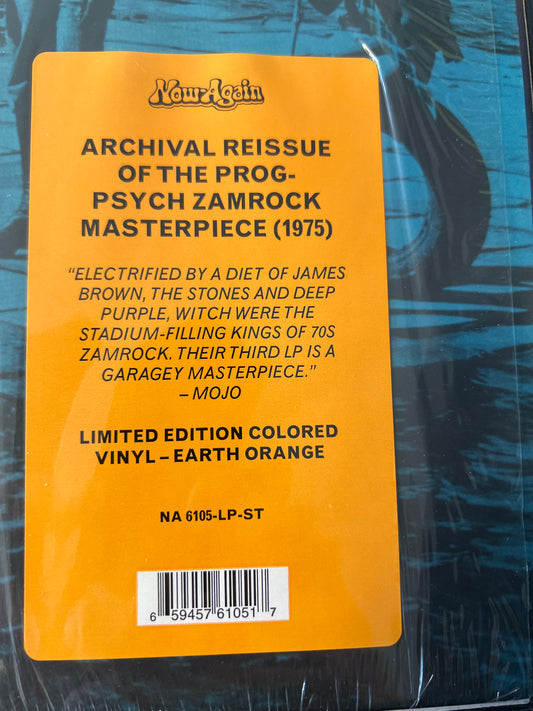 Now-Again
ARCHIVAL REISSUE
OF THE PROG-
PSYCH ZAMROCK
MASTERPIECE (1975)
“ELECTRIFIED BY A DIET OF JAMES
BROWN, THE STONES AND DEEP
PURPLE, WITCH WERE THE
STADIUM-FILLING KINGS OF 70S
ZAMROCK. THEIR THIRD LP IS A
GARAGEY MASTERPIECE.”
– MOJO
LIMITED EDITION COLORED
VINYL – EARTH ORANGE
NA 6105-LP-ST
6 59457 61051 7